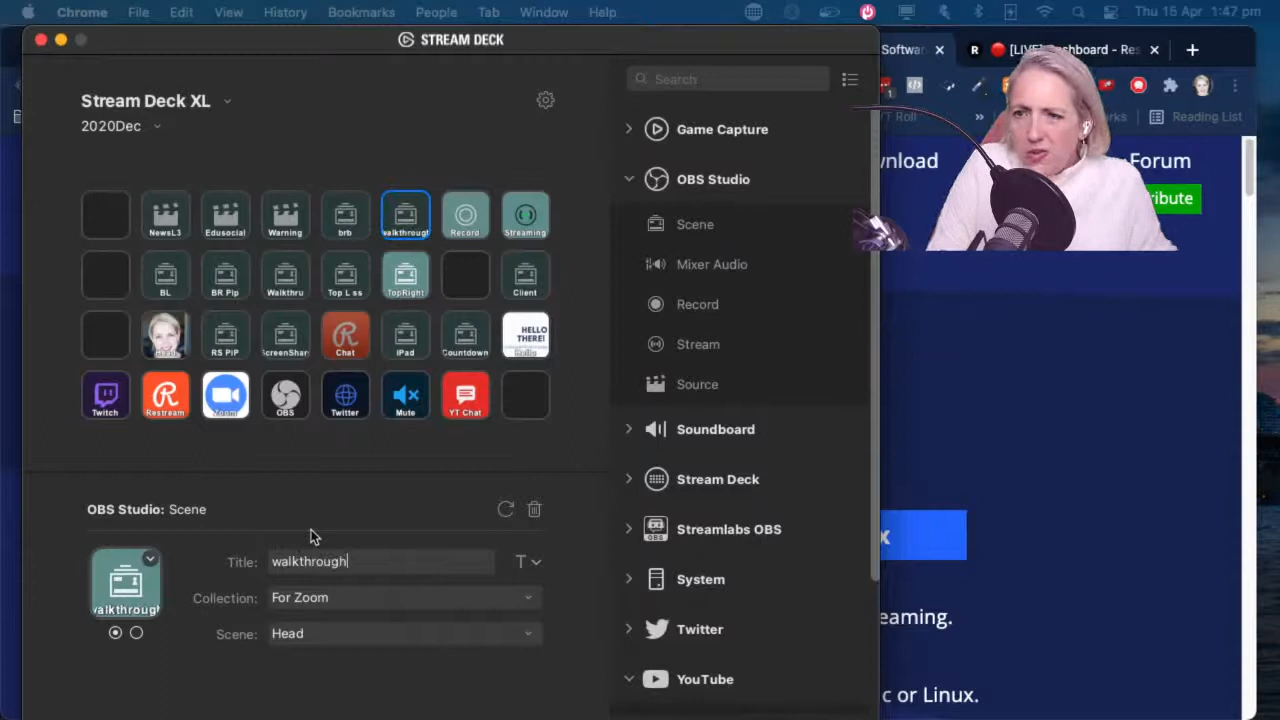 Chrome File Edit View History Bookmarks People Tab Window Help Thu 15 Apr 1:47 pm
STREAM DECK
Softwar
R [LIVE] Dashboard - Res
Stream Deck XL
2020Dec
Search
T Roll
Reading List
Game Capture
OBS Studio
Scene
Mixer Audio
Record
Stream
Source
Soundboard
Stream Deck
Streamlabs OBS
System
Twitter
YouTube
NewsL3 Edusocial Warning brb walkthrough Record Streaming
BL BR Pip Walkthru Top L ss TopRight Client
RS PiP ScreenShar Chat iPad Countdown HELLO THERE!
Twitch Restream Zoom OBS Twitter Mute YT Chat
OBS Studio: Scene
Title: walkthrough
T
walkthrough
Collection: For Zoom
Scene: Head
wnload Forum
ribute
x
eaming.
c or Linux.